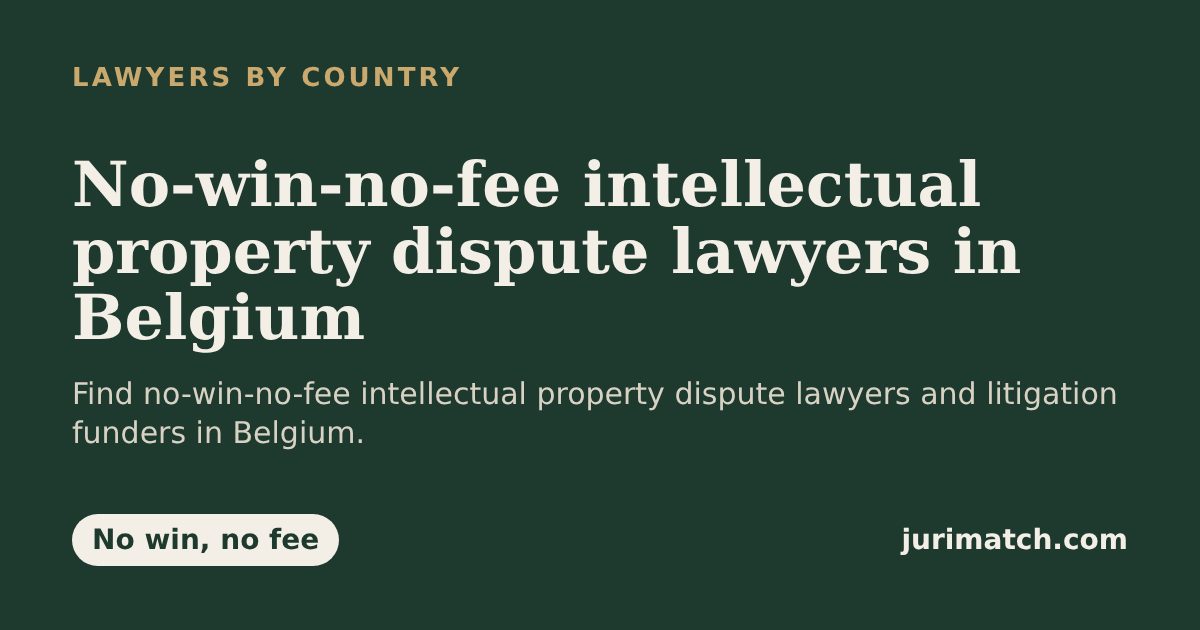 LAWYERS BY COUNTRY
No-win-no-fee intellectual
property dispute lawyers in
Belgium
Find no-win-no-fee intellectual property dispute lawyers and litigation
funders in Belgium.
No win, no fee
jurimatch.com